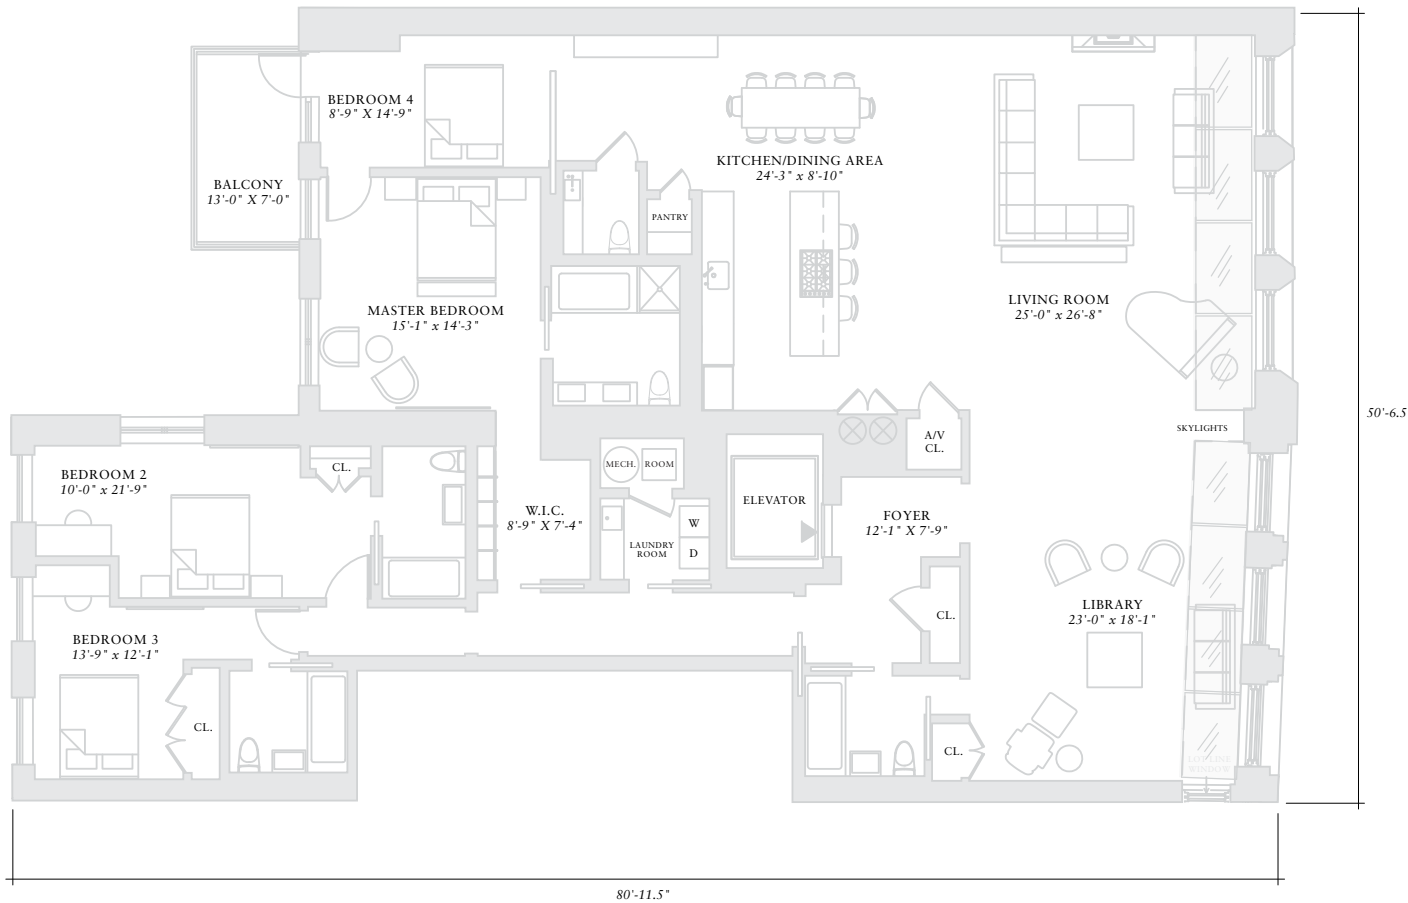 BEDROOM 4
8'-9" X 14'-9"
BALCONY
13'-0" X 7'-0"
KITCHEN/DINING AREA
24'-3" x 8'-10"
PANTRY
MASTER BEDROOM
15'-1" x 14'-3"
LIVING ROOM
25'-0" x 26'-8"
50'-6.5
SKYLIGHTS
A/V
CL.
BEDROOM 2
10'-0" x 21'-9"
CL.
MECH. ROOM
ELEVATOR
W.I.C.
8'-9" X 7'-4"
W
D
LAUNDRY
ROOM
FOYER
12'-1" X 7'-9"
CL.
LIBRARY
23'-0" x 18'-1"
BEDROOM 3
13'-9" x 12'-1"
CL.
CL.
LOT LINE
WINDOW
80'-11.5"